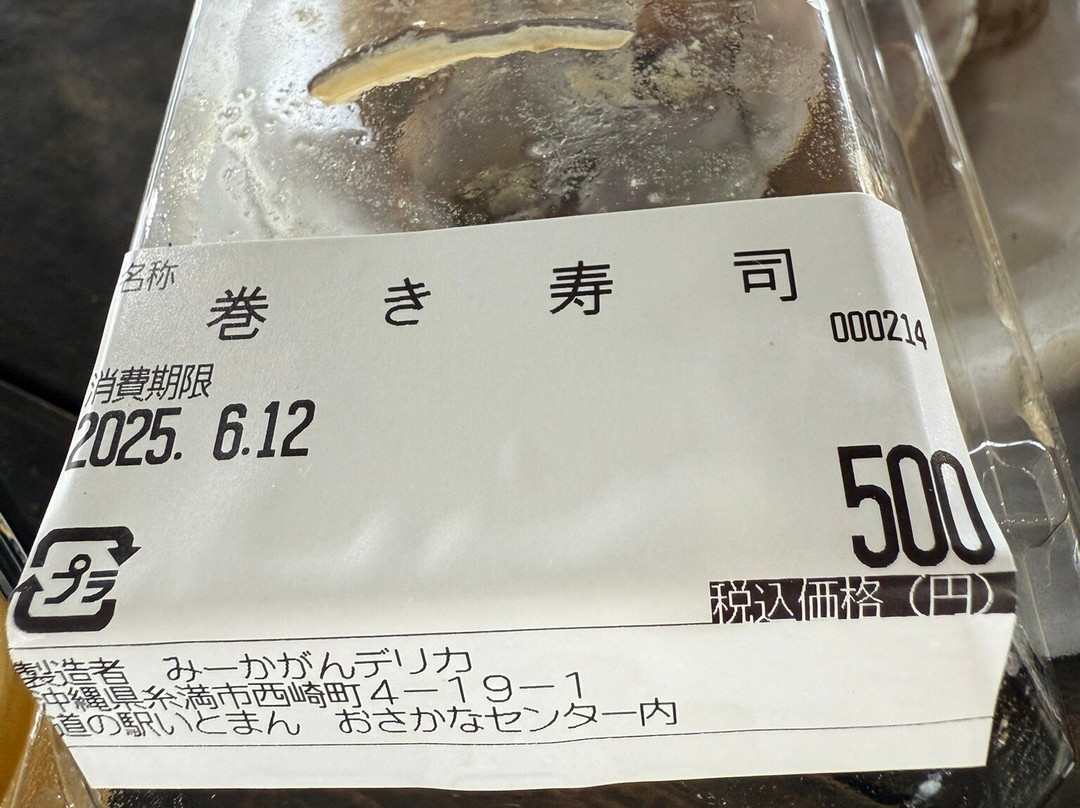 名称
巻き寿司
000214
消費期限
2025. 6.12
500
プラ
税込価格(円)
製造者 みーかがんデリカ
沖縄県糸満市西崎町4-19-1
道の駅いとまん おさかなセンター内